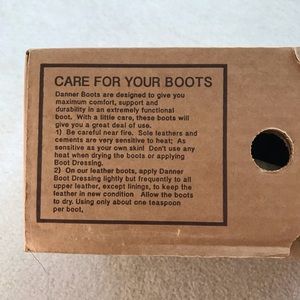 CARE FOR YOUR BOOTS
Danner Boots are designed to give you
maximum comfort, support and
durability in an extremely functional
boot. With a little care, these boots will
give you a great deal of use.
1) Be careful near fire. Sole leathers and
cements are very sensitive to heat; As
sensitive as your own skin! Don't use any
heat when drying the boots or applying
Boot Dressing.
2) On our leather boots, apply Danner
Boot Dressing lightly but frequently to all
upper leather, except linings, to keep the
leather in new condition Allow the boots
to dry. Using only about one teaspoon
per boot,